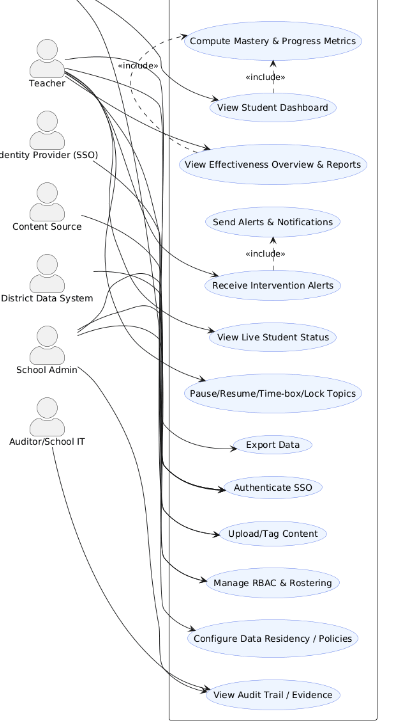 Compute Mastery & Progress Metrics
«include»
Teacher
«include»
View Student Dashboard
dentity Provider (SSO)
View Effectiveness Overview & Reports
Content Source
Send Alerts & Notifications
«include»
District Data System
Receive Intervention Alerts
View Live Student Status
School Admin
Pause/Resume/Time-box/Lock Topics
Auditor/School IT
Export Data
Authenticate SSO
Upload/Tag Content
Manage RBAC & Rostering
Configure Data Residency / Policies
View Audit Trail / Evidence